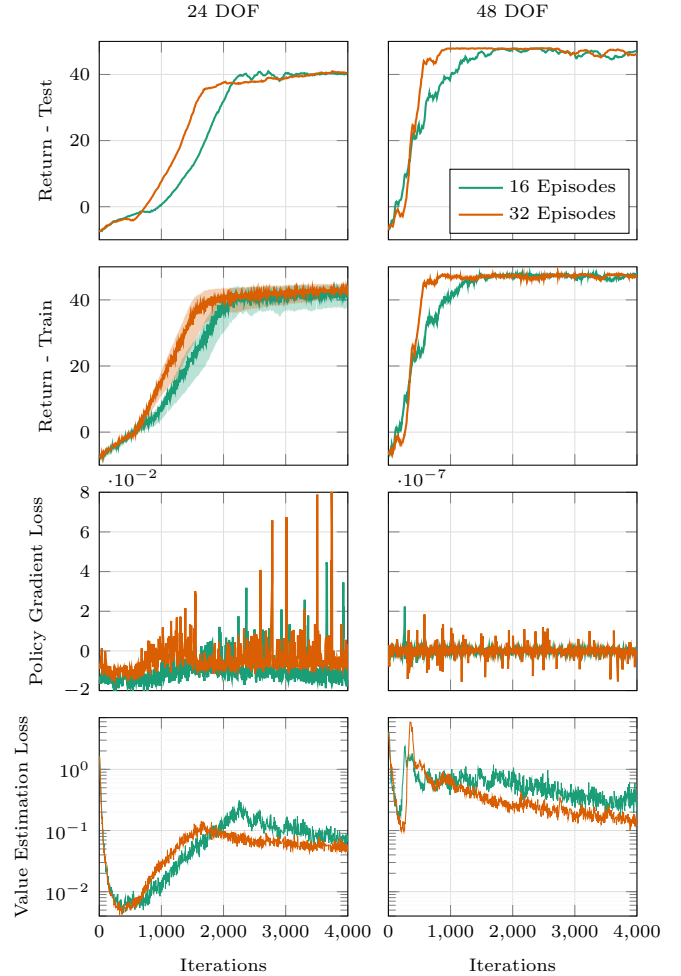 24 DOF
48 DOF
Return - Test
40
20
0
16 Episodes
32 Episodes
Return - Train
40
20
0
·10⁻²
·10⁻⁷
Policy Gradient Loss
8
6
4
2
0
−2
Value Estimation Loss
10⁰
10⁻¹
10⁻²
0 1,000 2,000 3,000 4,000
0 1,000 2,000 3,000 4,000
Iterations
Iterations